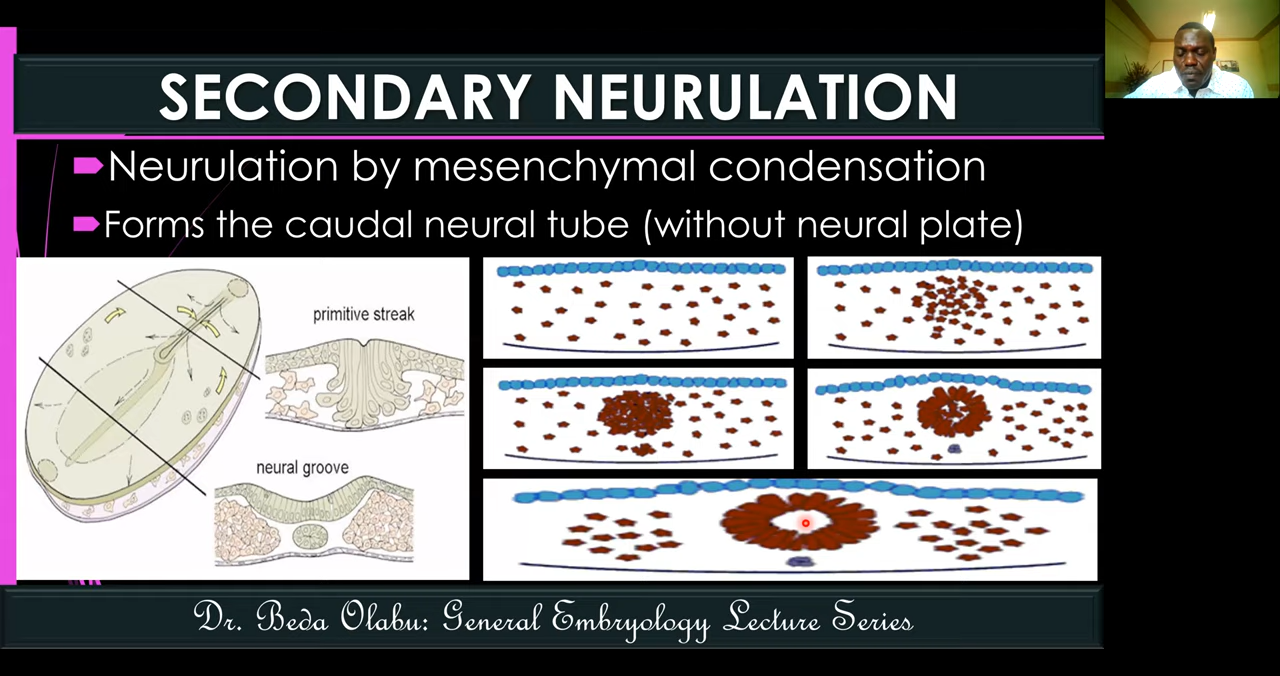 SECONDARY NEURULATION
Neurulation by mesenchymal condensation
Forms the caudal neural tube (without neural plate)
primitive streak
neural groove
Dr. Beda Olabu: General Embryology Lecture Series